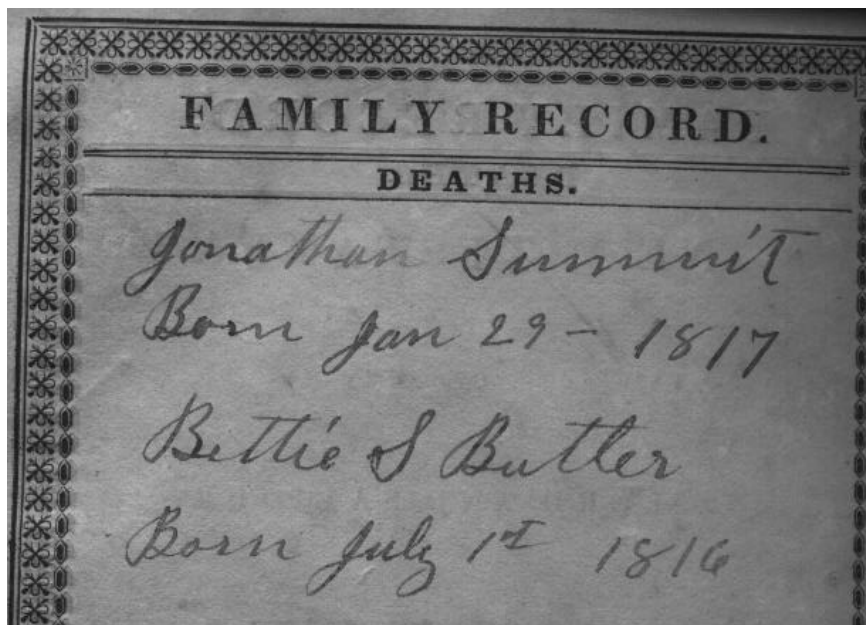 FAMILY RECORD.
DEATHS.
Jonathan Summit
Born Jan 29 - 1817
Bettie S Butler
Born July 1st 1816